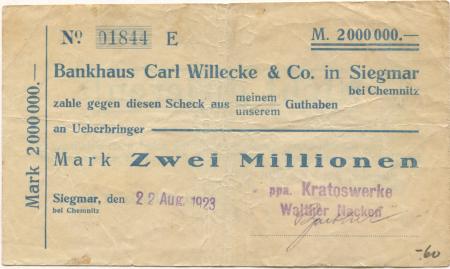 No 01844 E
M. 2000000.—
Bankhaus Carl Willecke & Co. in Siegmar
bei Chemnitz
zahle gegen diesen Scheck aus meinem Guthaben
unserem
an Ueberbringer
Mark Zwei Millionen
Siegmar, den 22 Aug. 1923
bei Chemnitz
ppa. Kratoswerke
Walther Nacken
Mark 2000000.—
-.60